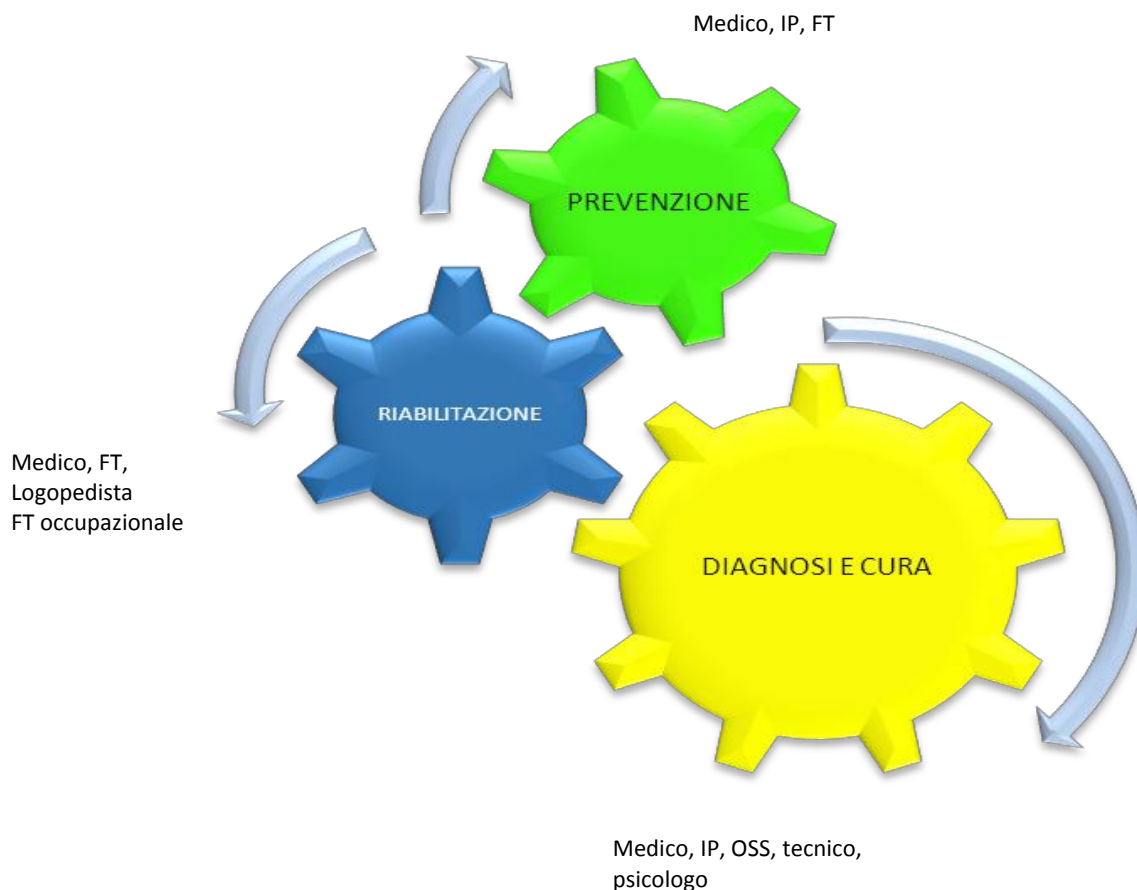 Medico, IP, FT
PREVENZIONE
RIABILITAZIONE
Medico, FT,
Logopedista
FT occupazionale
DIAGNOSI E CURA
Medico, IP, OSS, tecnico,
psicologo